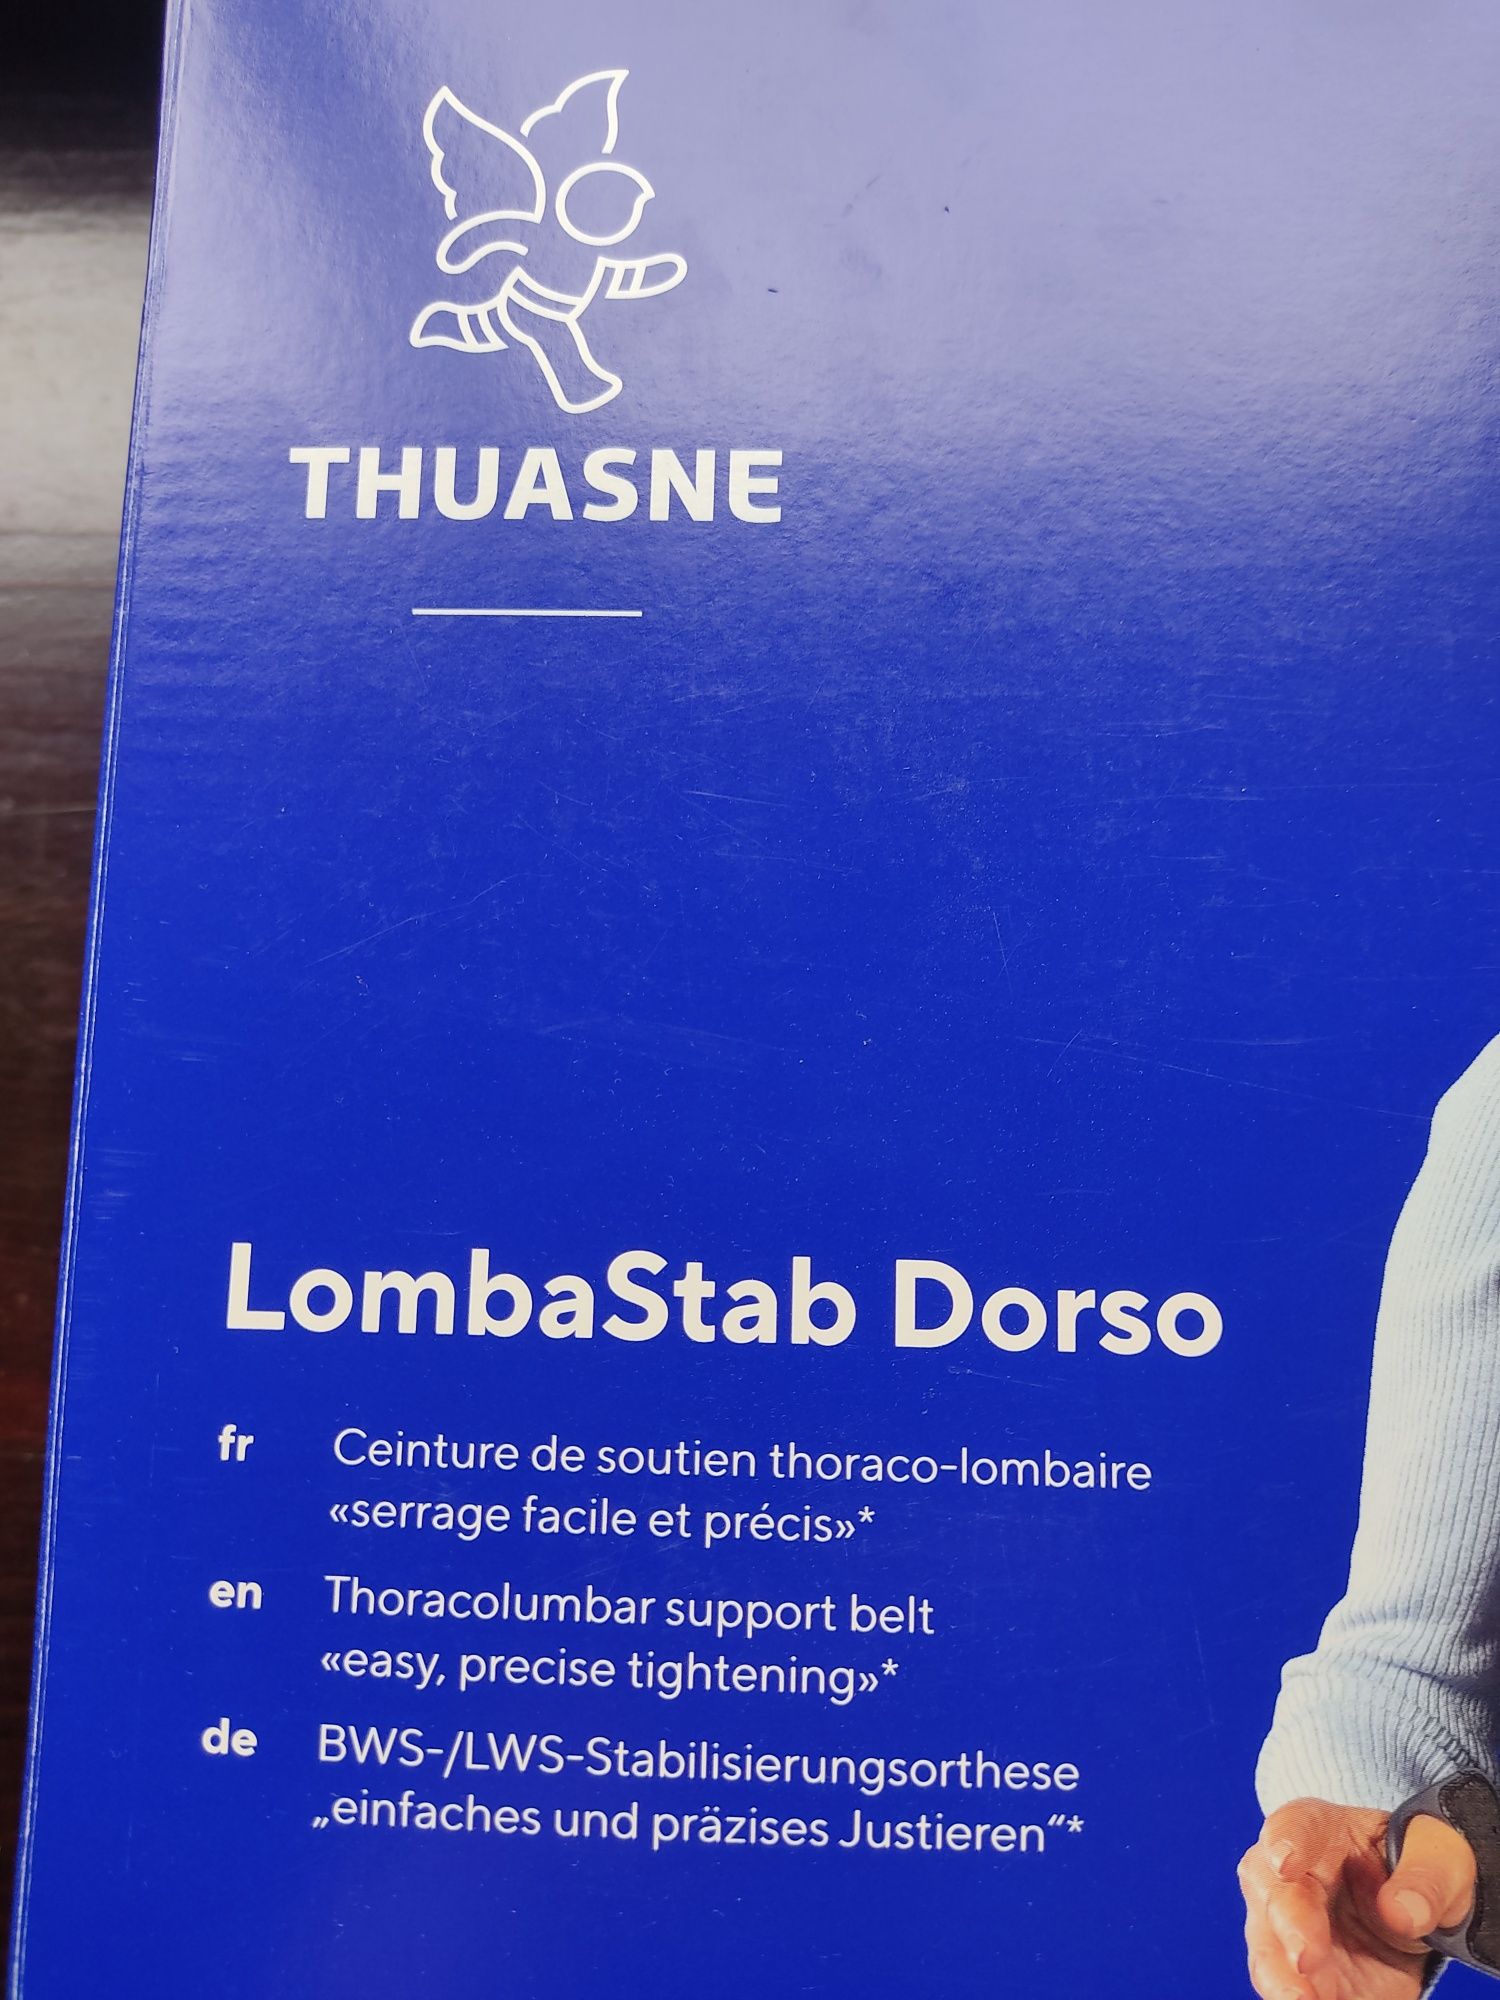 THUASNE
LombaStab Dorso
fr Ceinture de soutien thoraco-lombaire
«serrage facile et précis»*
en Thoracolumbar support belt
«easy, precise tightening»*
de BWS-/LWS-Stabilisierungsorthese
„einfaches und präzises Justieren“*